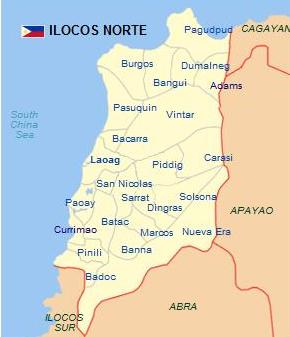 ILOCOS NORTE
Pagudpud
CAGAYAN
Burgos
Dumalneg
Bangui
Adams
Pasuquin
Vintar
South
China
Sea
Bacarra
Laoag
Piddig
Carasi
San Nicolas
Sarrat
Solsona
Paoay
Dingras
APAYAO
Batac
Currimao
Marcos
Nueva Era
Pinili
Banna
Badoc
ABRA
ILOCOS
SUR